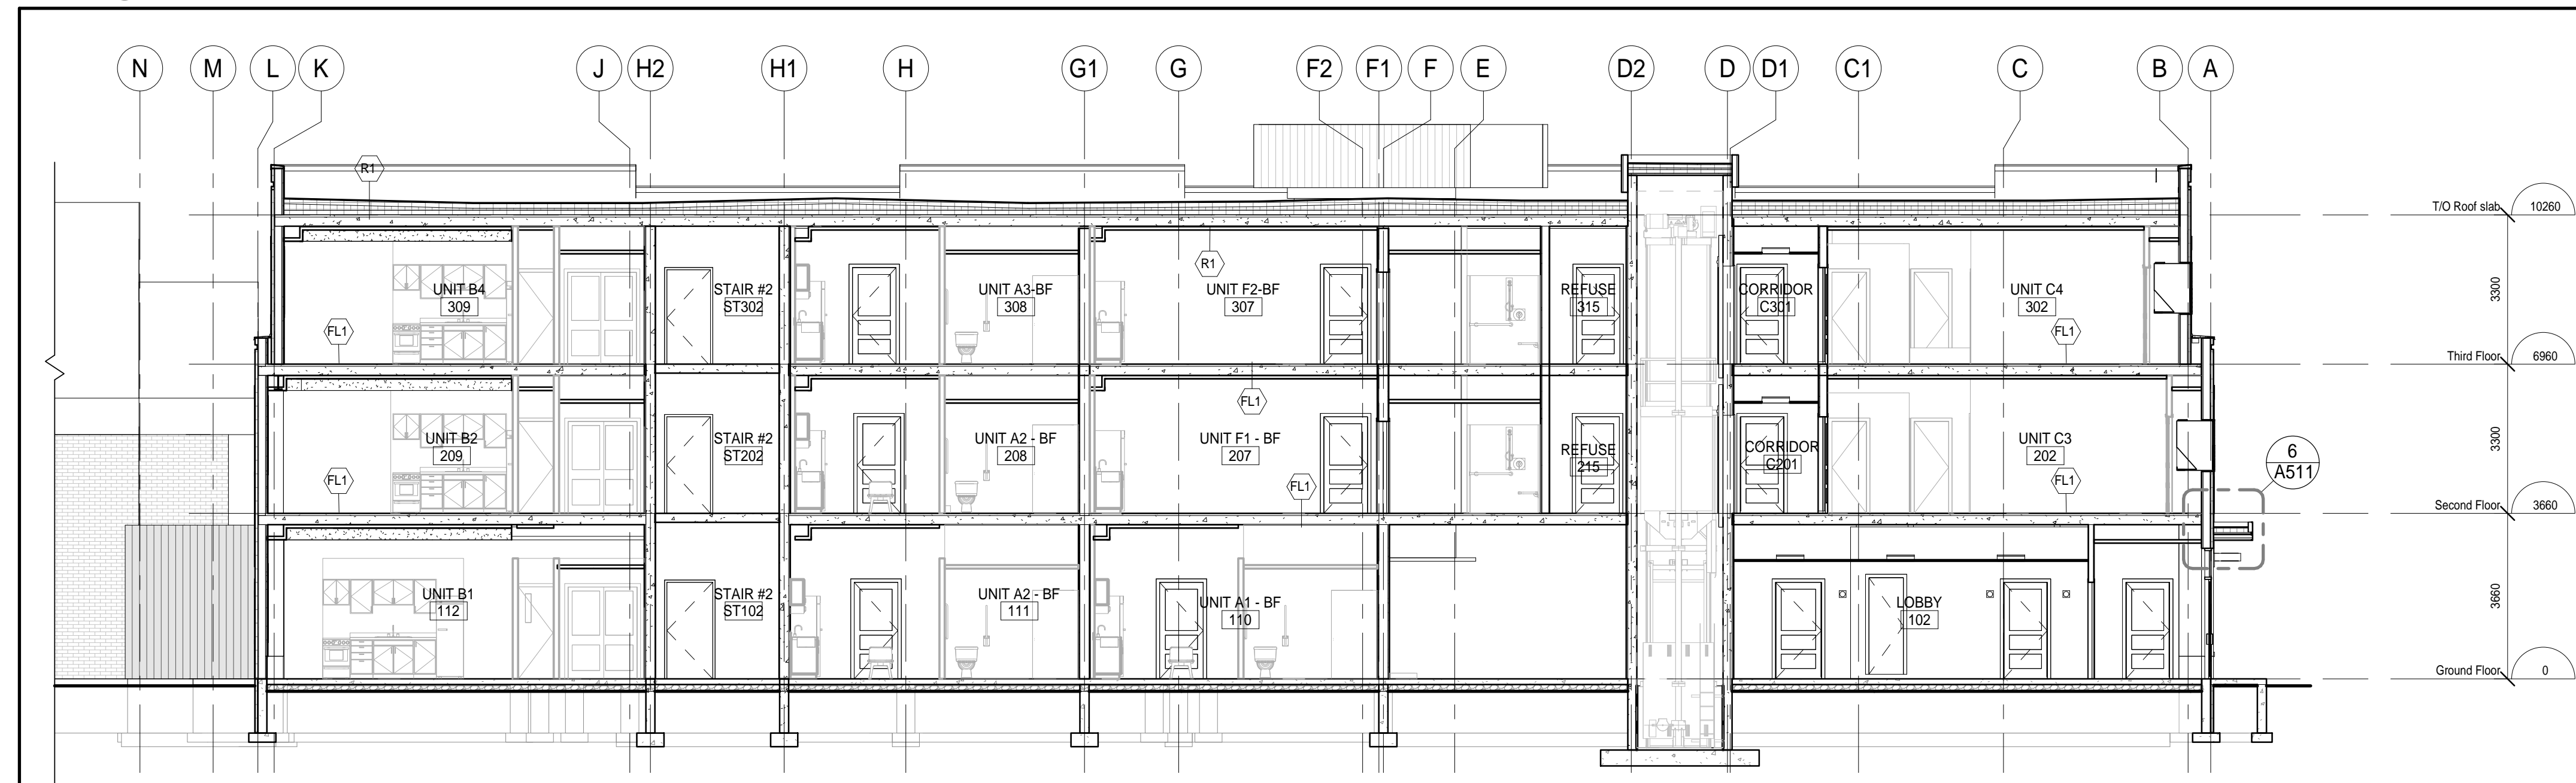 N M L K J H2 H1 H G1 G F2 F1 F E D2 D D1 C1 C B A
R1
T/O Roof slab 10260
R1
UNIT B4
309
STAIR #2
ST302
UNIT A3-BF
308
UNIT F2-BF
307
REFUSE
315
CORRIDOR
C301
UNIT C4
302
3300
FL1
FL1
Third Floor 6960
FL1
UNIT B2
209
STAIR #2
ST202
UNIT A2 - BF
208
UNIT F1 - BF
207
REFUSE
215
CORRIDOR
C201
UNIT C3
202
3300
6
A511
FL1
FL1
FL1
Second Floor 3660
UNIT B1
112
STAIR #2
ST102
UNIT A2 - BF
111
UNIT A1 - BF
110
LOBBY
102
3660
Ground Floor 0